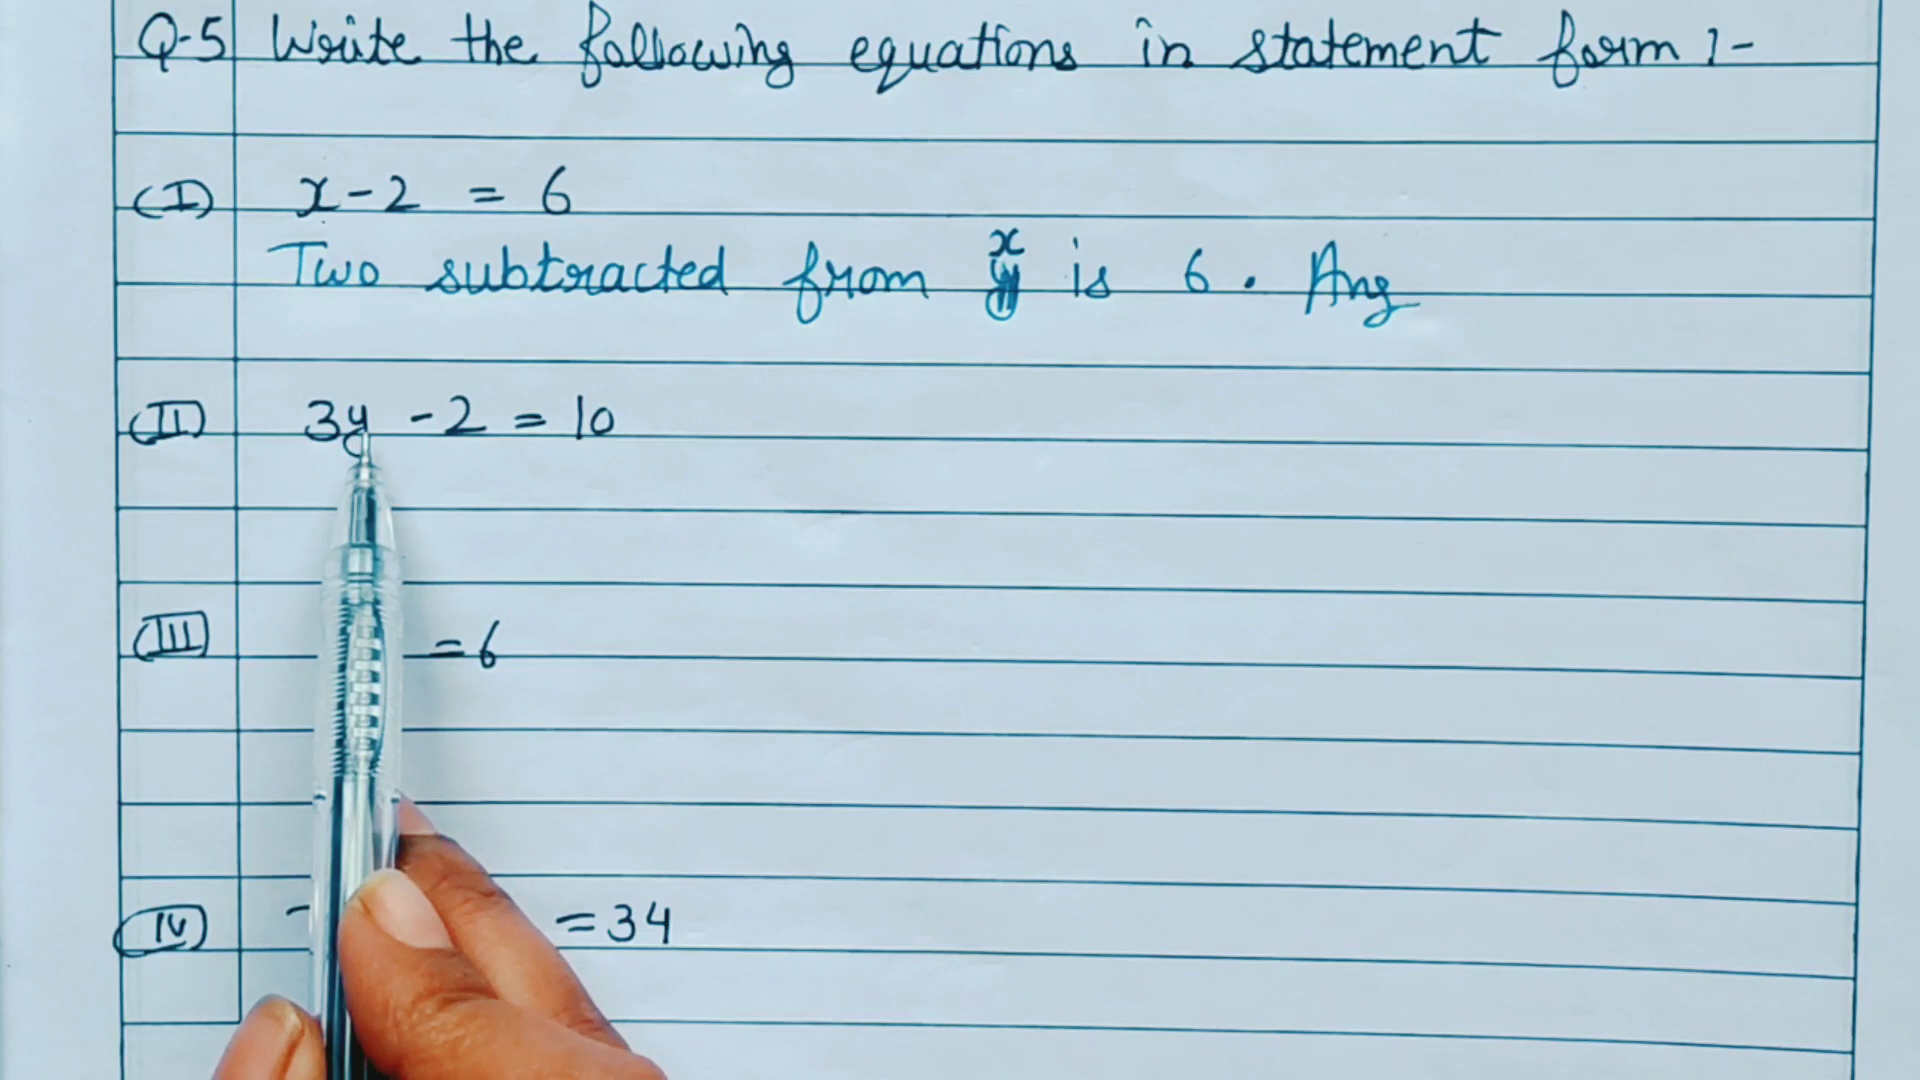 Q-5 Write the following equations in statement form :-
(I) x - 2 = 6
Two subtracted from x is 6. Ans
(II) 3y - 2 = 10
(III) = 6
(IV) = 34